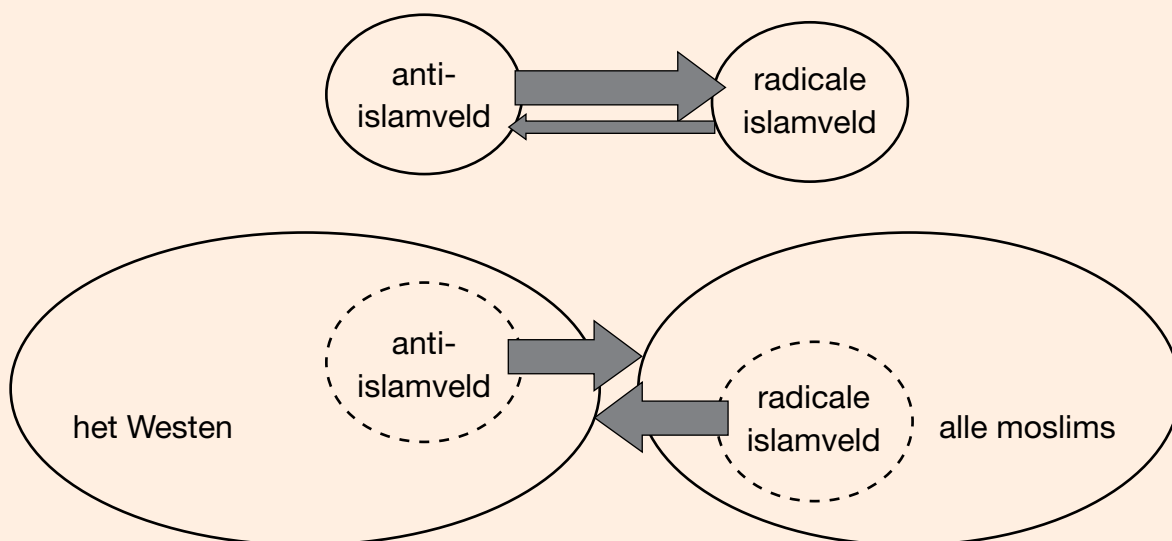 anti-
islamveld
radicale
islamveld
anti-
islamveld
het Westen
radicale
islamveld
alle moslims